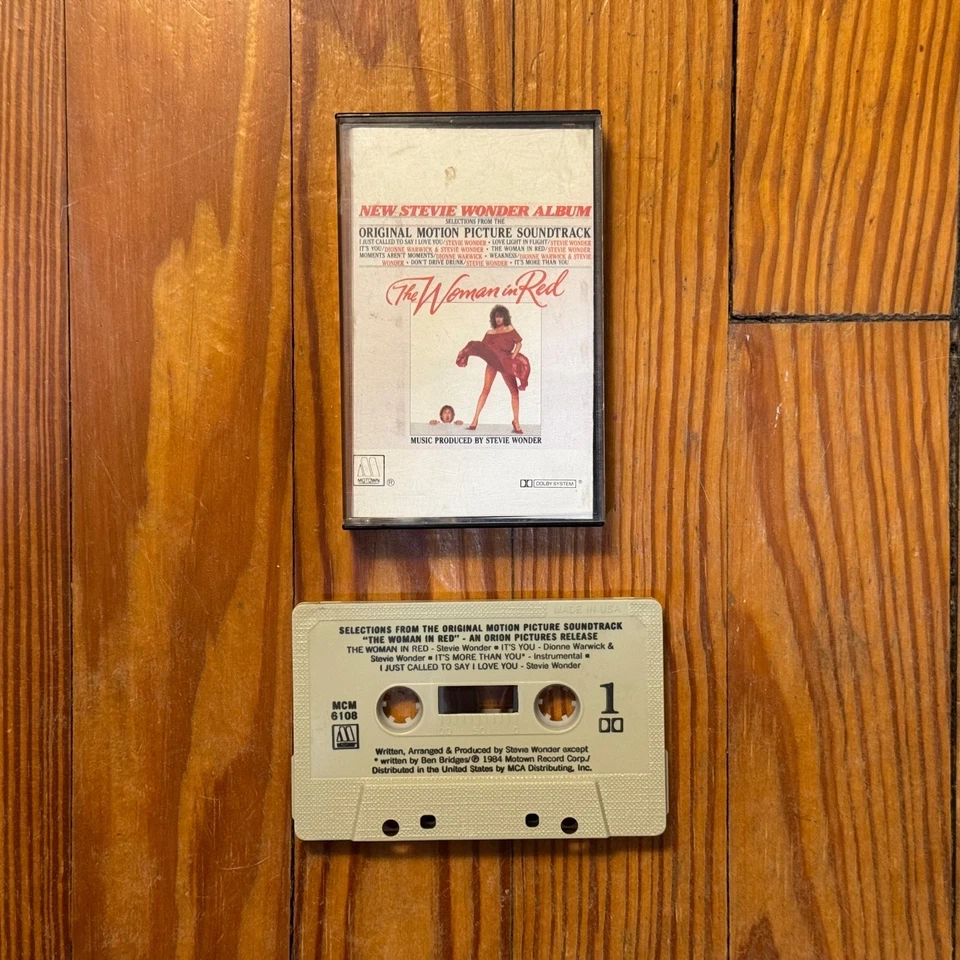 NEW STEVIE WONDER ALBUM
SELECTIONS FROM THE
ORIGINAL MOTION PICTURE SOUNDTRACK
I JUST CALLED TO SAY I LOVE YOU/STEVIE WONDER • LOVE LIGHT IN FLIGHT/STEVIE WONDER
IT'S YOU/DIONNE WARWICK & STEVIE WONDER • THE WOMAN IN RED/STEVIE WONDER
MOMENTS AREN'T MOMENTS/DIONNE WARWICK • WEAKNESS/DIONNE WARWICK & STEVIE
WONDER • DON'T DRIVE DRUNK/STEVIE WONDER • IT'S MORE THAN YOU
The Woman in Red
MUSIC PRODUCED BY STEVIE WONDER
M
MOTOWN ®
DOLBY SYSTEM ®
MADE IN USA
SELECTIONS FROM THE ORIGINAL MOTION PICTURE SOUNDTRACK
"THE WOMAN IN RED" - AN ORION PICTURES RELEASE
THE WOMAN IN RED - Stevie Wonder ■ IT'S YOU - Dionne Warwick &
Stevie Wonder ■ IT'S MORE THAN YOU* - Instrumental ■
I JUST CALLED TO SAY I LOVE YOU - Stevie Wonder
MCM
6108
M
1
Written, Arranged & Produced by Stevie Wonder except
* written by Ben Bridges/℗ 1984 Motown Record Corp./
Distributed in the United States by MCA Distributing, Inc.